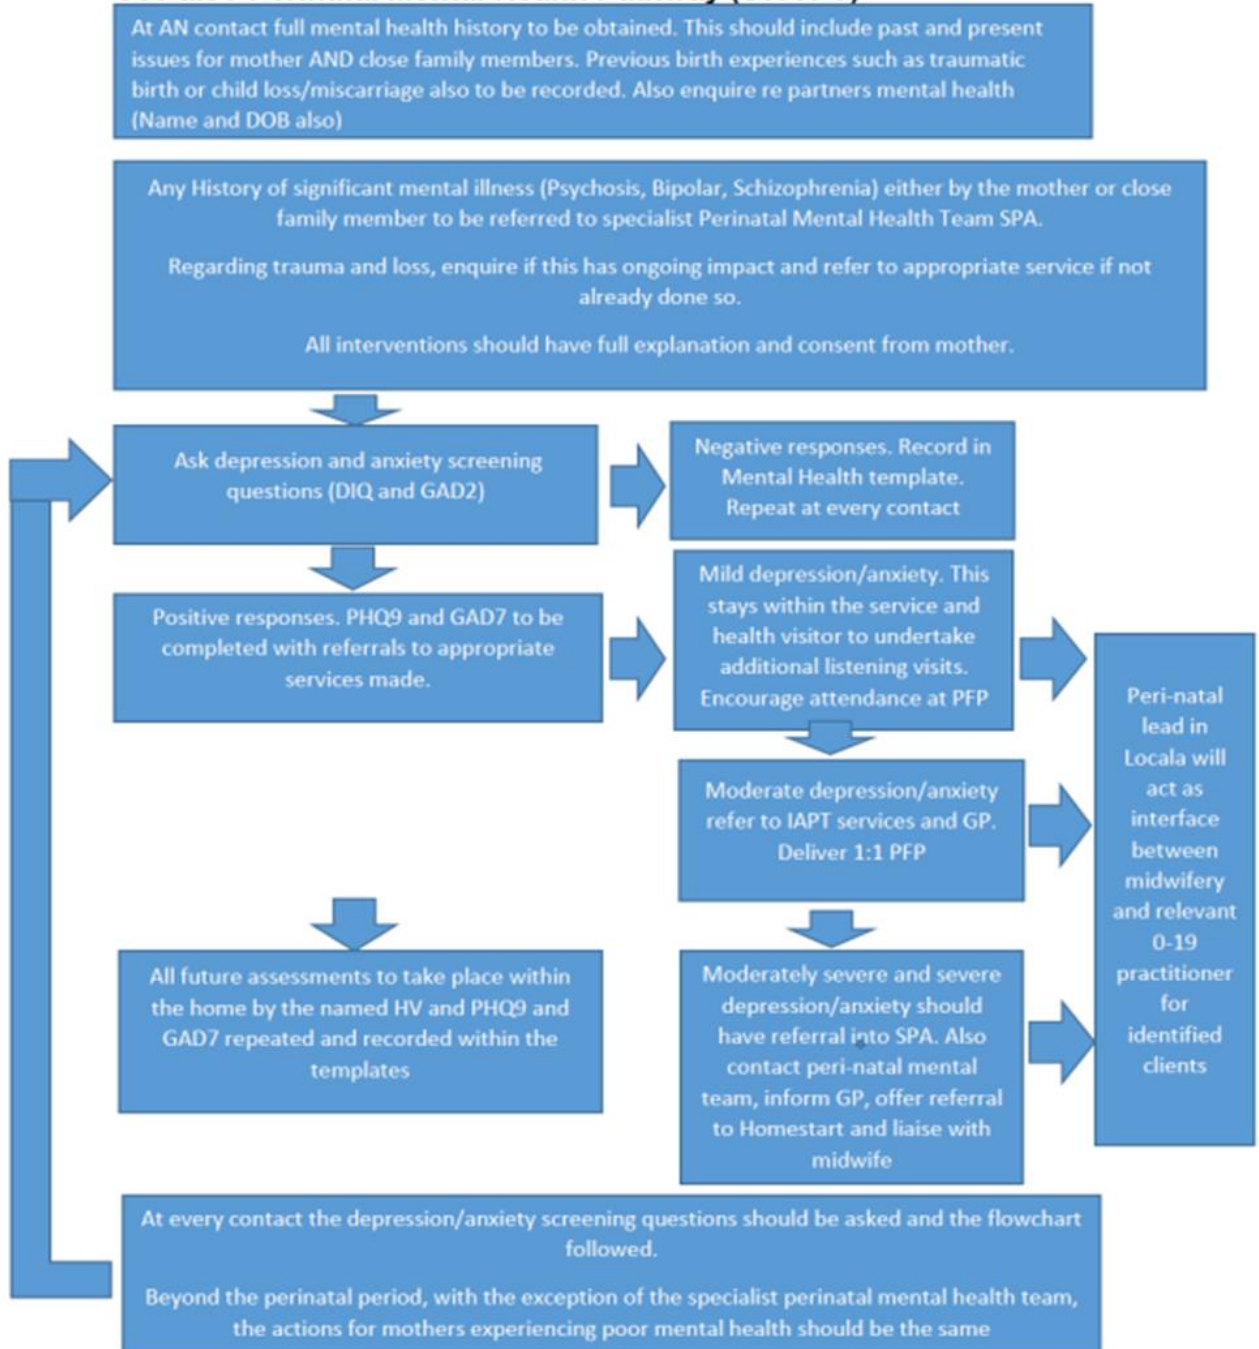 At AN contact full mental health history to be obtained. This should include past and present
issues for mother AND close family members. Previous birth experiences such as traumatic
birth or child loss/miscarriage also to be recorded. Also enquire re partners mental health
(Name and DOB also)
Any History of significant mental illness (Psychosis, Bipolar, Schizophrenia) either by the mother or close
family member to be referred to specialist Perinatal Mental Health Team SPA.
Regarding trauma and loss, enquire if this has ongoing impact and refer to appropriate service if not
already done so.
All interventions should have full explanation and consent from mother.
Ask depression and anxiety screening
questions (DIQ and GAD2)
Negative responses. Record in
Mental Health template.
Repeat at every contact
Positive responses. PHQ9 and GAD7 to be
completed with referrals to appropriate
services made.
Mild depression/anxiety. This
stays within the service and
health visitor to undertake
additional listening visits.
Encourage attendance at PFP
Moderate depression/anxiety
refer to IAPT services and GP.
Deliver 1:1 PFP
Peri-natal
lead in
Locala will
act as
interface
between
midwifery
and relevant
0-19
practitioner
for
identified
clients
All future assessments to take place within
the home by the named HV and PHQ9 and
GAD7 repeated and recorded within the
templates
Moderately severe and severe
depression/anxiety should
have referral into SPA. Also
contact peri-natal mental
team, inform GP, offer referral
to Homestart and liaise with
midwife
At every contact the depression/anxiety screening questions should be asked and the flowchart
followed.
Beyond the perinatal period, with the exception of the specialist perinatal mental health team,
the actions for mothers experiencing poor mental health should be the same